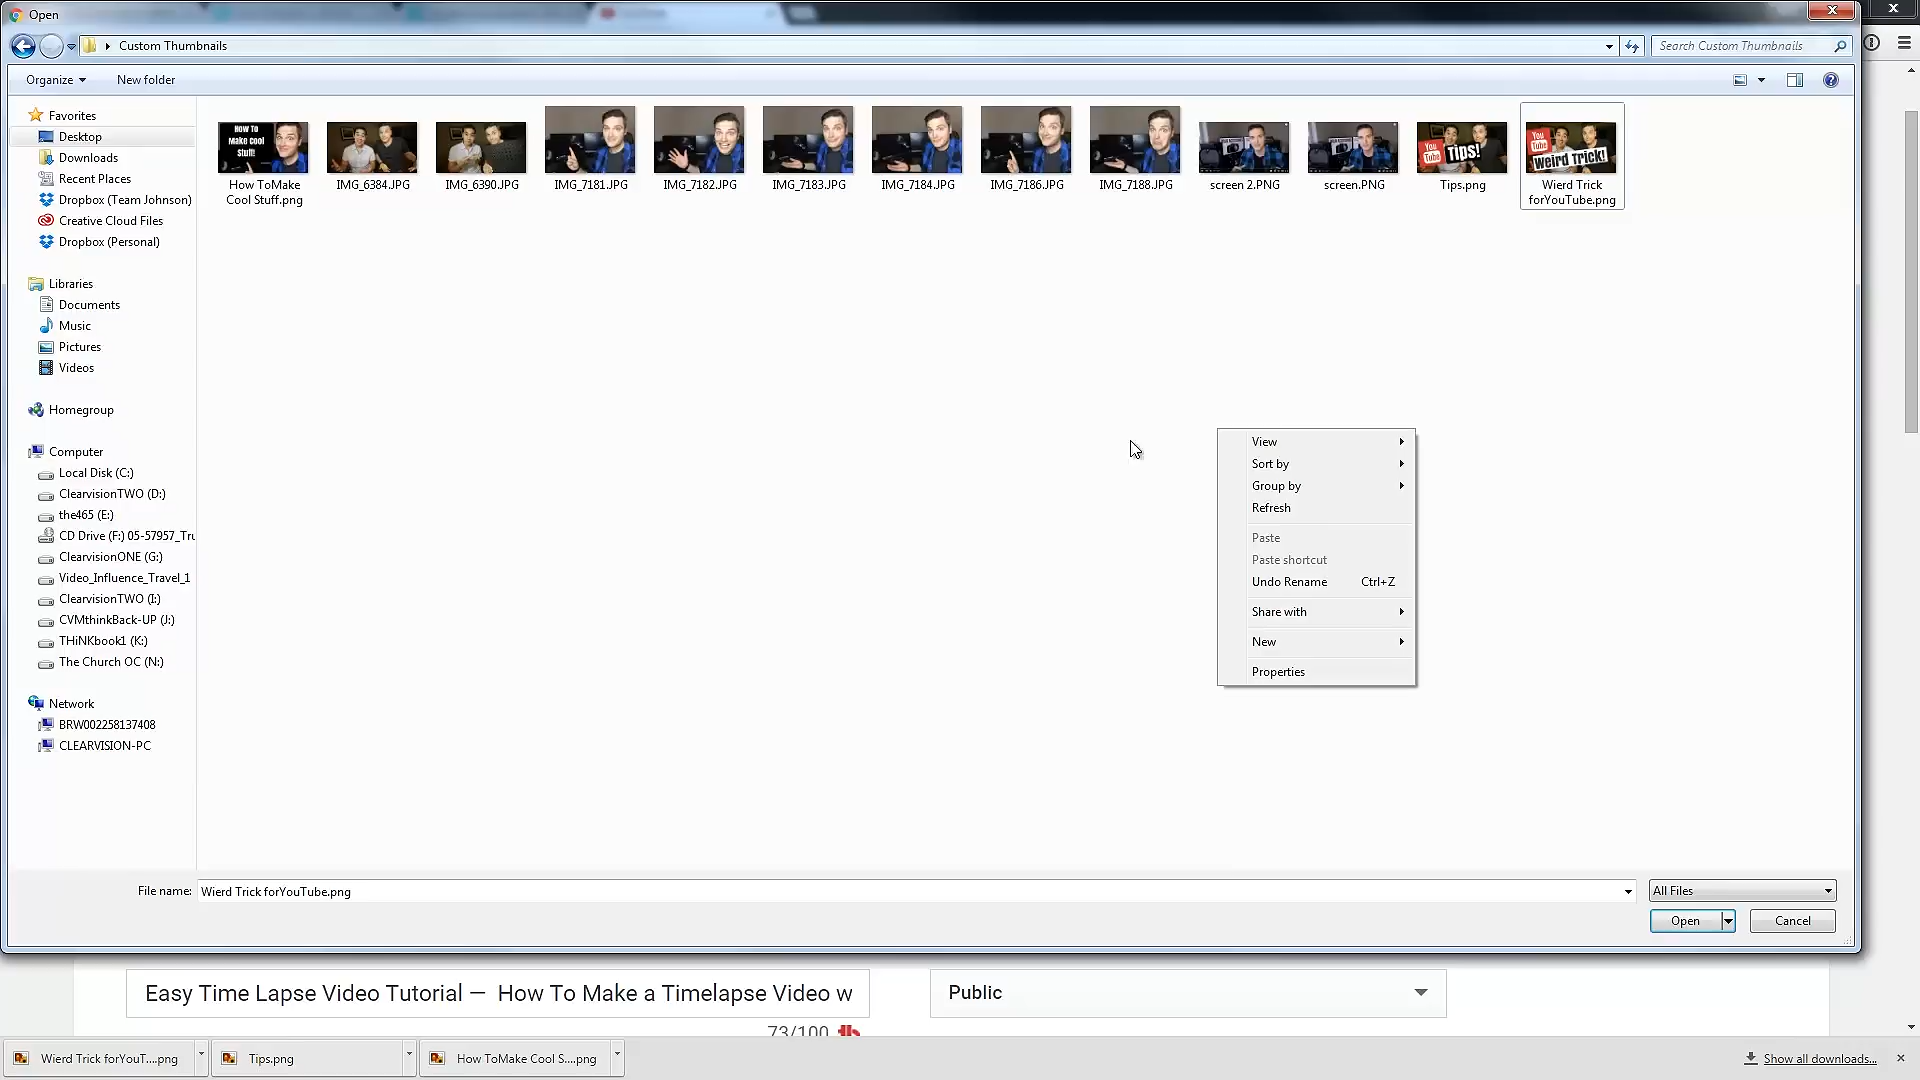 Open
Custom Thumbnails
Search Custom Thumbnails
Organize
New folder
Favorites
Desktop
Downloads
Recent Places
Dropbox (Team Johnson)
Creative Cloud Files
Dropbox (Personal)
Libraries
Documents
Music
Pictures
Videos
Homegroup
Computer
Local Disk (C:)
ClearvisionTWO (D:)
the465 (E:)
CD Drive (F:) 05-57957_Tru
ClearvisionONE (G:)
Video_Influence_Travel_1
ClearvisionTWO (I:)
CVMthinkBack-UP (J:)
THiNKbook1 (K:)
The Church OC (N:)
Network
BRW002258137408
CLEARVISION-PC
How To
Make Cool
Stuff!
How ToMake
Cool Stuff.png
IMG_6384.JPG
IMG_6390.JPG
IMG_7181.JPG
IMG_7182.JPG
IMG_7183.JPG
IMG_7184.JPG
IMG_7186.JPG
IMG_7188.JPG
screen 2.PNG
screen.PNG
You
Tube
Tips!
Tips.png
You
Tube
Weird Trick!
Wierd Trick
forYouTube.png
View
Sort by
Group by
Refresh
Paste
Paste shortcut
Undo Rename Ctrl+Z
Share with
New
Properties
File name: Wierd Trick forYouTube.png
All Files
Open
Cancel
Easy Time Lapse Video Tutorial — How To Make a Timelapse Video w
Public
73/100
Wierd Trick forYouT....png
Tips.png
How ToMake Cool S....png
Show all downloads...